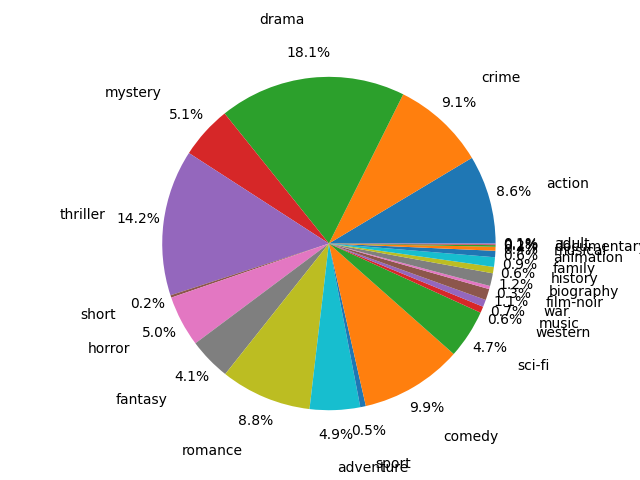 drama
18.1%
crime
9.1%
mystery
5.1%
action
8.6%
thriller
14.2%
short
0.2%
horror
5.0%
fantasy
4.1%
romance
8.8%
adventure
4.9%
sport
0.5%
comedy
9.9%
sci-fi
4.7%
western
0.6%
music
0.7%
war
1.1%
film-noir
0.3%
biography
1.2%
history
0.6%
family
0.9%
animation
0.6%
musical
documentary
adult
0.1%